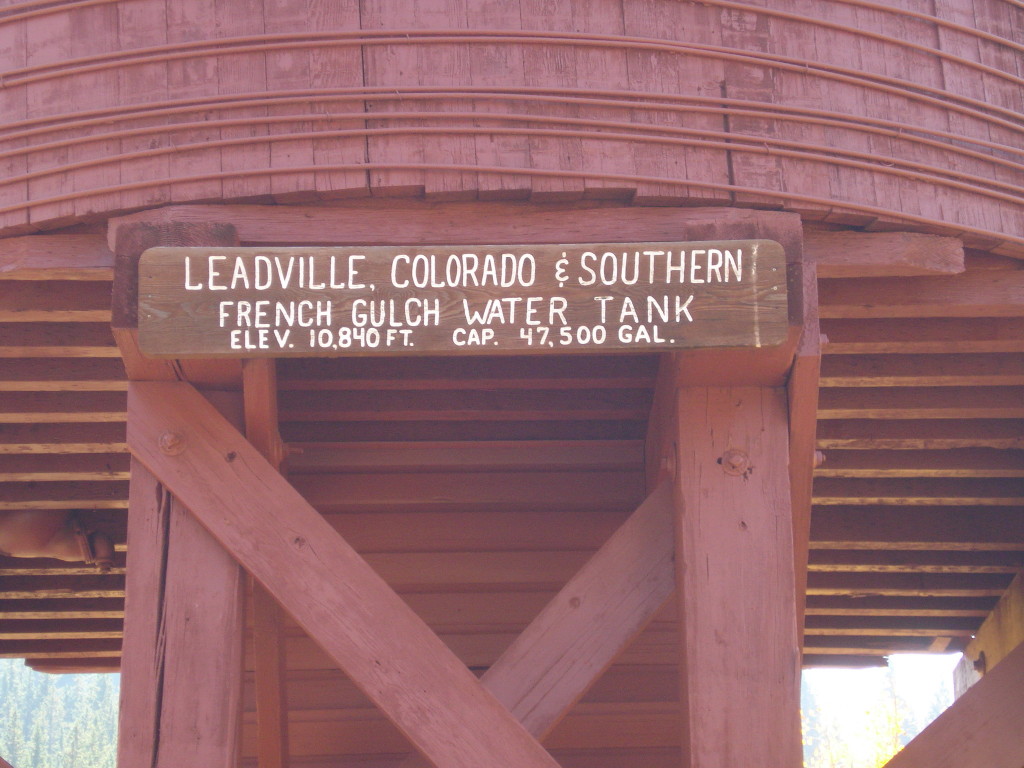 LEADVILLE, COLORADO & SOUTHERN
FRENCH GULCH WATER TANK
ELEV. 10,840 FT. CAP. 47,500 GAL.